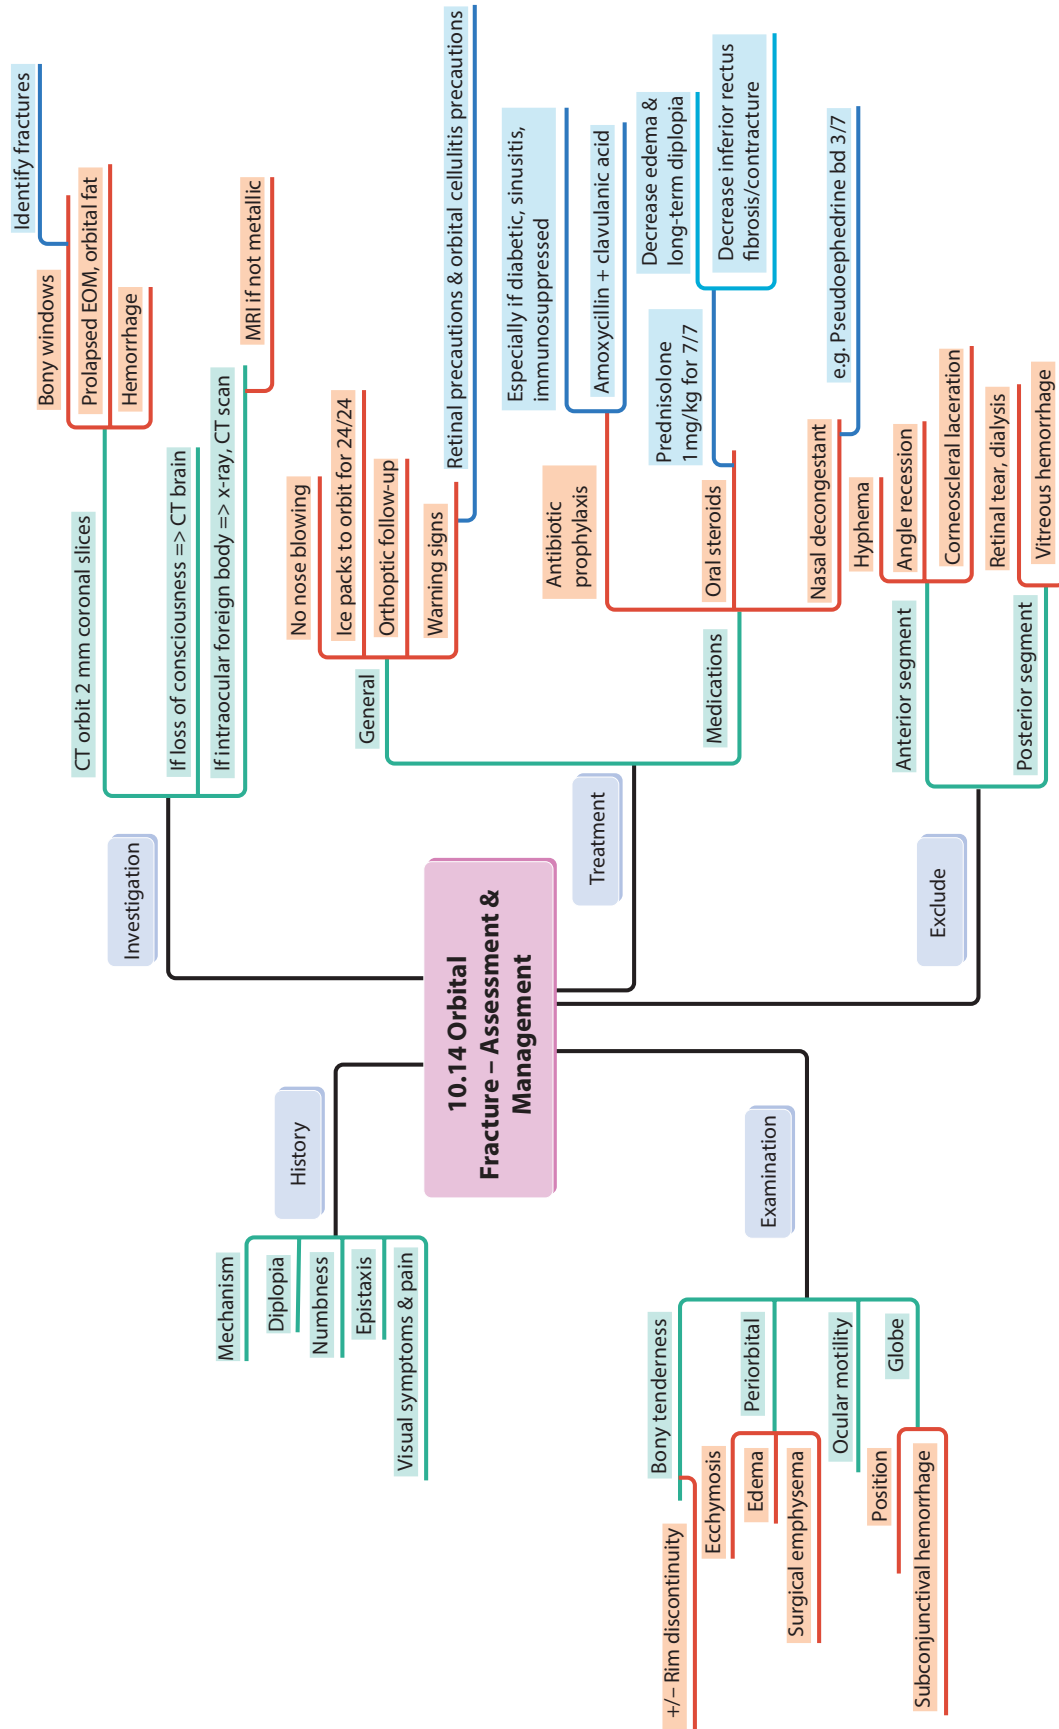 10.14 Orbital
Fracture – Assessment &
Management
History
Mechanism
Diplopia
Numbness
Epistaxis
Visual symptoms & pain
Examination
Bony tenderness
+/– Rim discontinuity
Periorbital
Ecchymosis
Edema
Surgical emphysema
Ocular motility
Globe
Position
Subconjunctival hemorrhage
Investigation
CT orbit 2 mm coronal slices
Bony windows
Identify fractures
Prolapsed EOM, orbital fat
Hemorrhage
If loss of consciousness => CT brain
If intraocular foreign body => x-ray, CT scan
MRI if not metallic
Treatment
General
No nose blowing
Ice packs to orbit for 24/24
Orthoptic follow-up
Warning signs
Retinal precautions & orbital cellulitis precautions
Medications
Antibiotic
prophylaxis
Especially if diabetic, sinusitis,
immunosuppressed
Amoxycillin + clavulanic acid
Oral steroids
Prednisolone
1mg/kg for 7/7
Decrease edema &
long-term diplopia
Decrease inferior rectus
fibrosis/contracture
Nasal decongestant
e.g. Pseudoephedrine bd 3/7
Exclude
Anterior segment
Hyphema
Angle recession
Corneoscleral laceration
Posterior segment
Retinal tear, dialysis
Vitreous hemorrhage